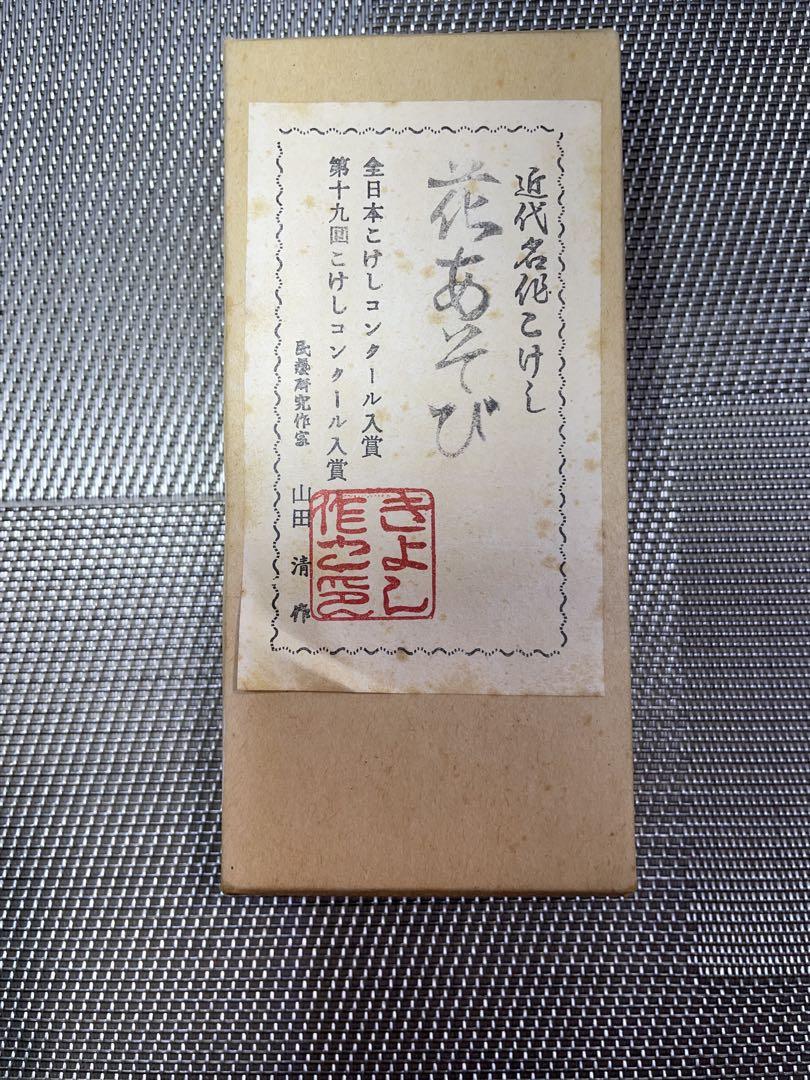 近代名作こけし
花あそび
全日本こけしコンクール入賞
第十九回こけしコンクール入賞
民芸研究作家 山田 清 作
きよし
作之印